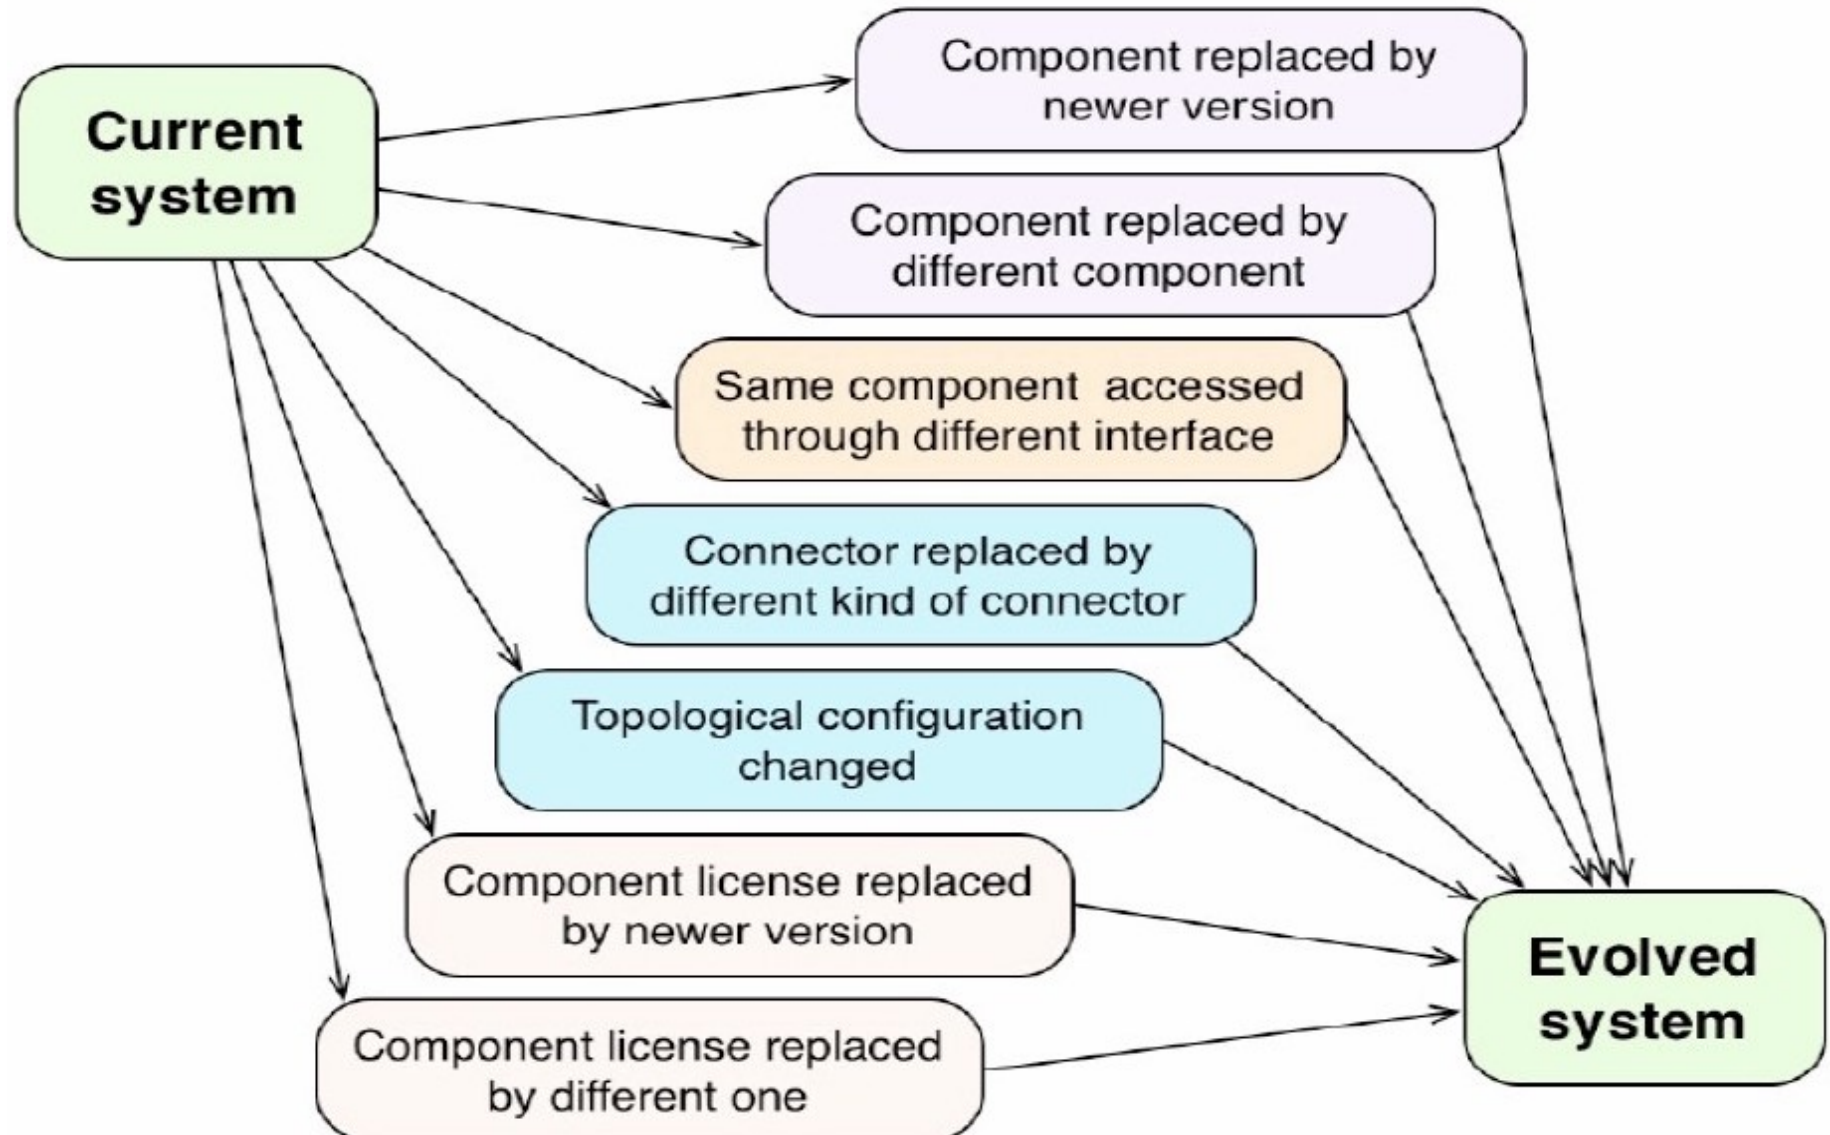 Current
system
Component replaced by
newer version
Component replaced by
different component
Same component accessed
through different interface
Connector replaced by
different kind of connector
Topological configuration
changed
Component license replaced
by newer version
Component license replaced
by different one
Evolved
system